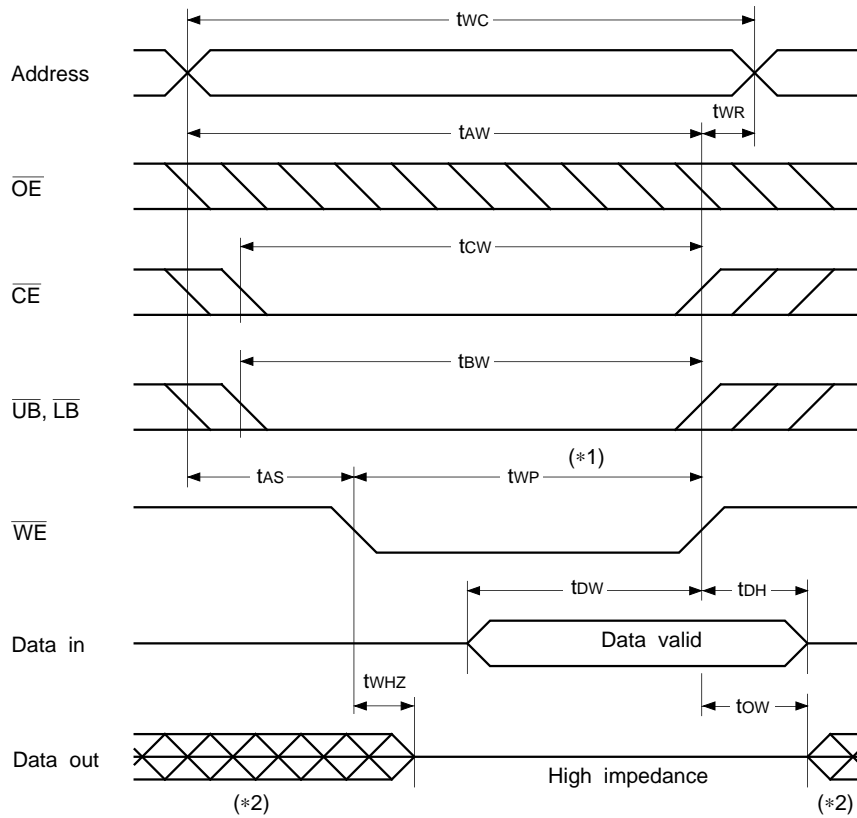 tWC
Address
tWR
tAW
OE
tCW
CE
tBW
UB, LB
(*1)
tAS
tWP
WE
tDW
tDH
Data in
Data valid
tWHZ
tOW
Data out
High impedance
(*2)
(*2)